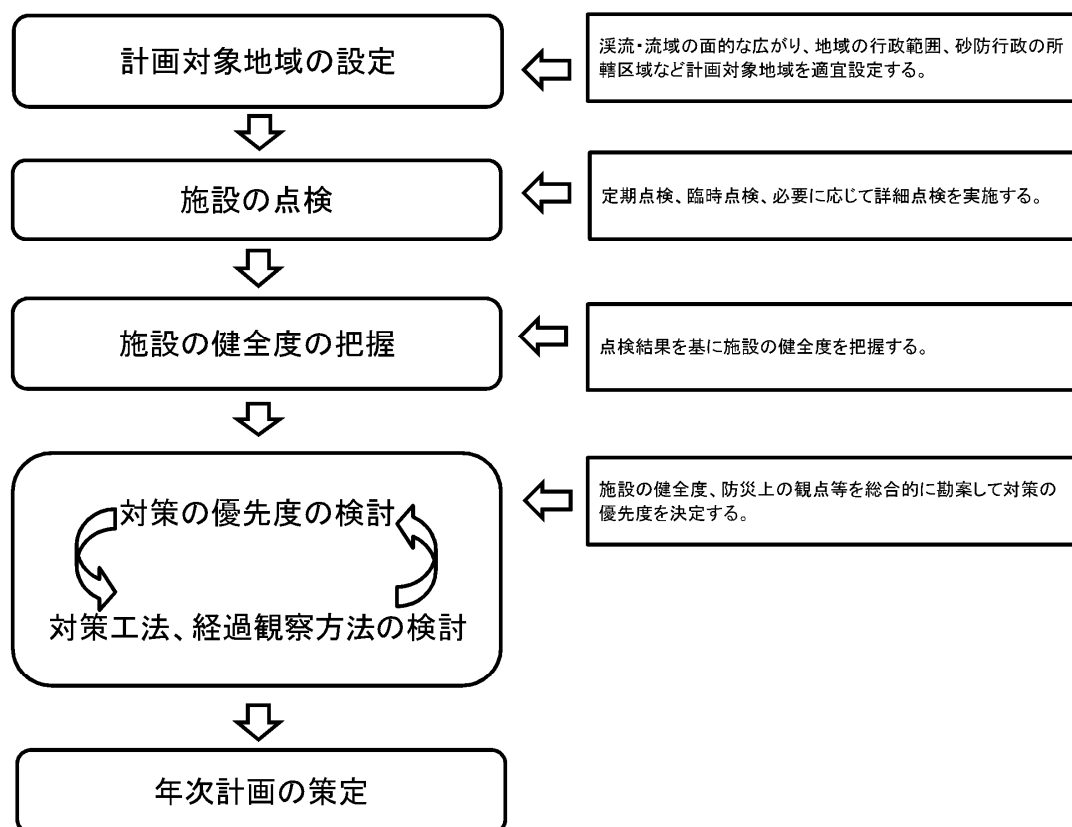 計画対象地域の設定
渓流・流域の面的な広がり、地域の行政範囲、砂防行政の所
轄区域など計画対象地域を適宜設定する。
施設の点検
定期点検、臨時点検、必要に応じて詳細点検を実施する。
施設の健全度の把握
点検結果を基に施設の健全度を把握する。
対策の優先度の検討
対策工法、経過観察方法の検討
施設の健全度、防災上の観点等を総合的に勘案して対策の
優先度を決定する。
年次計画の策定